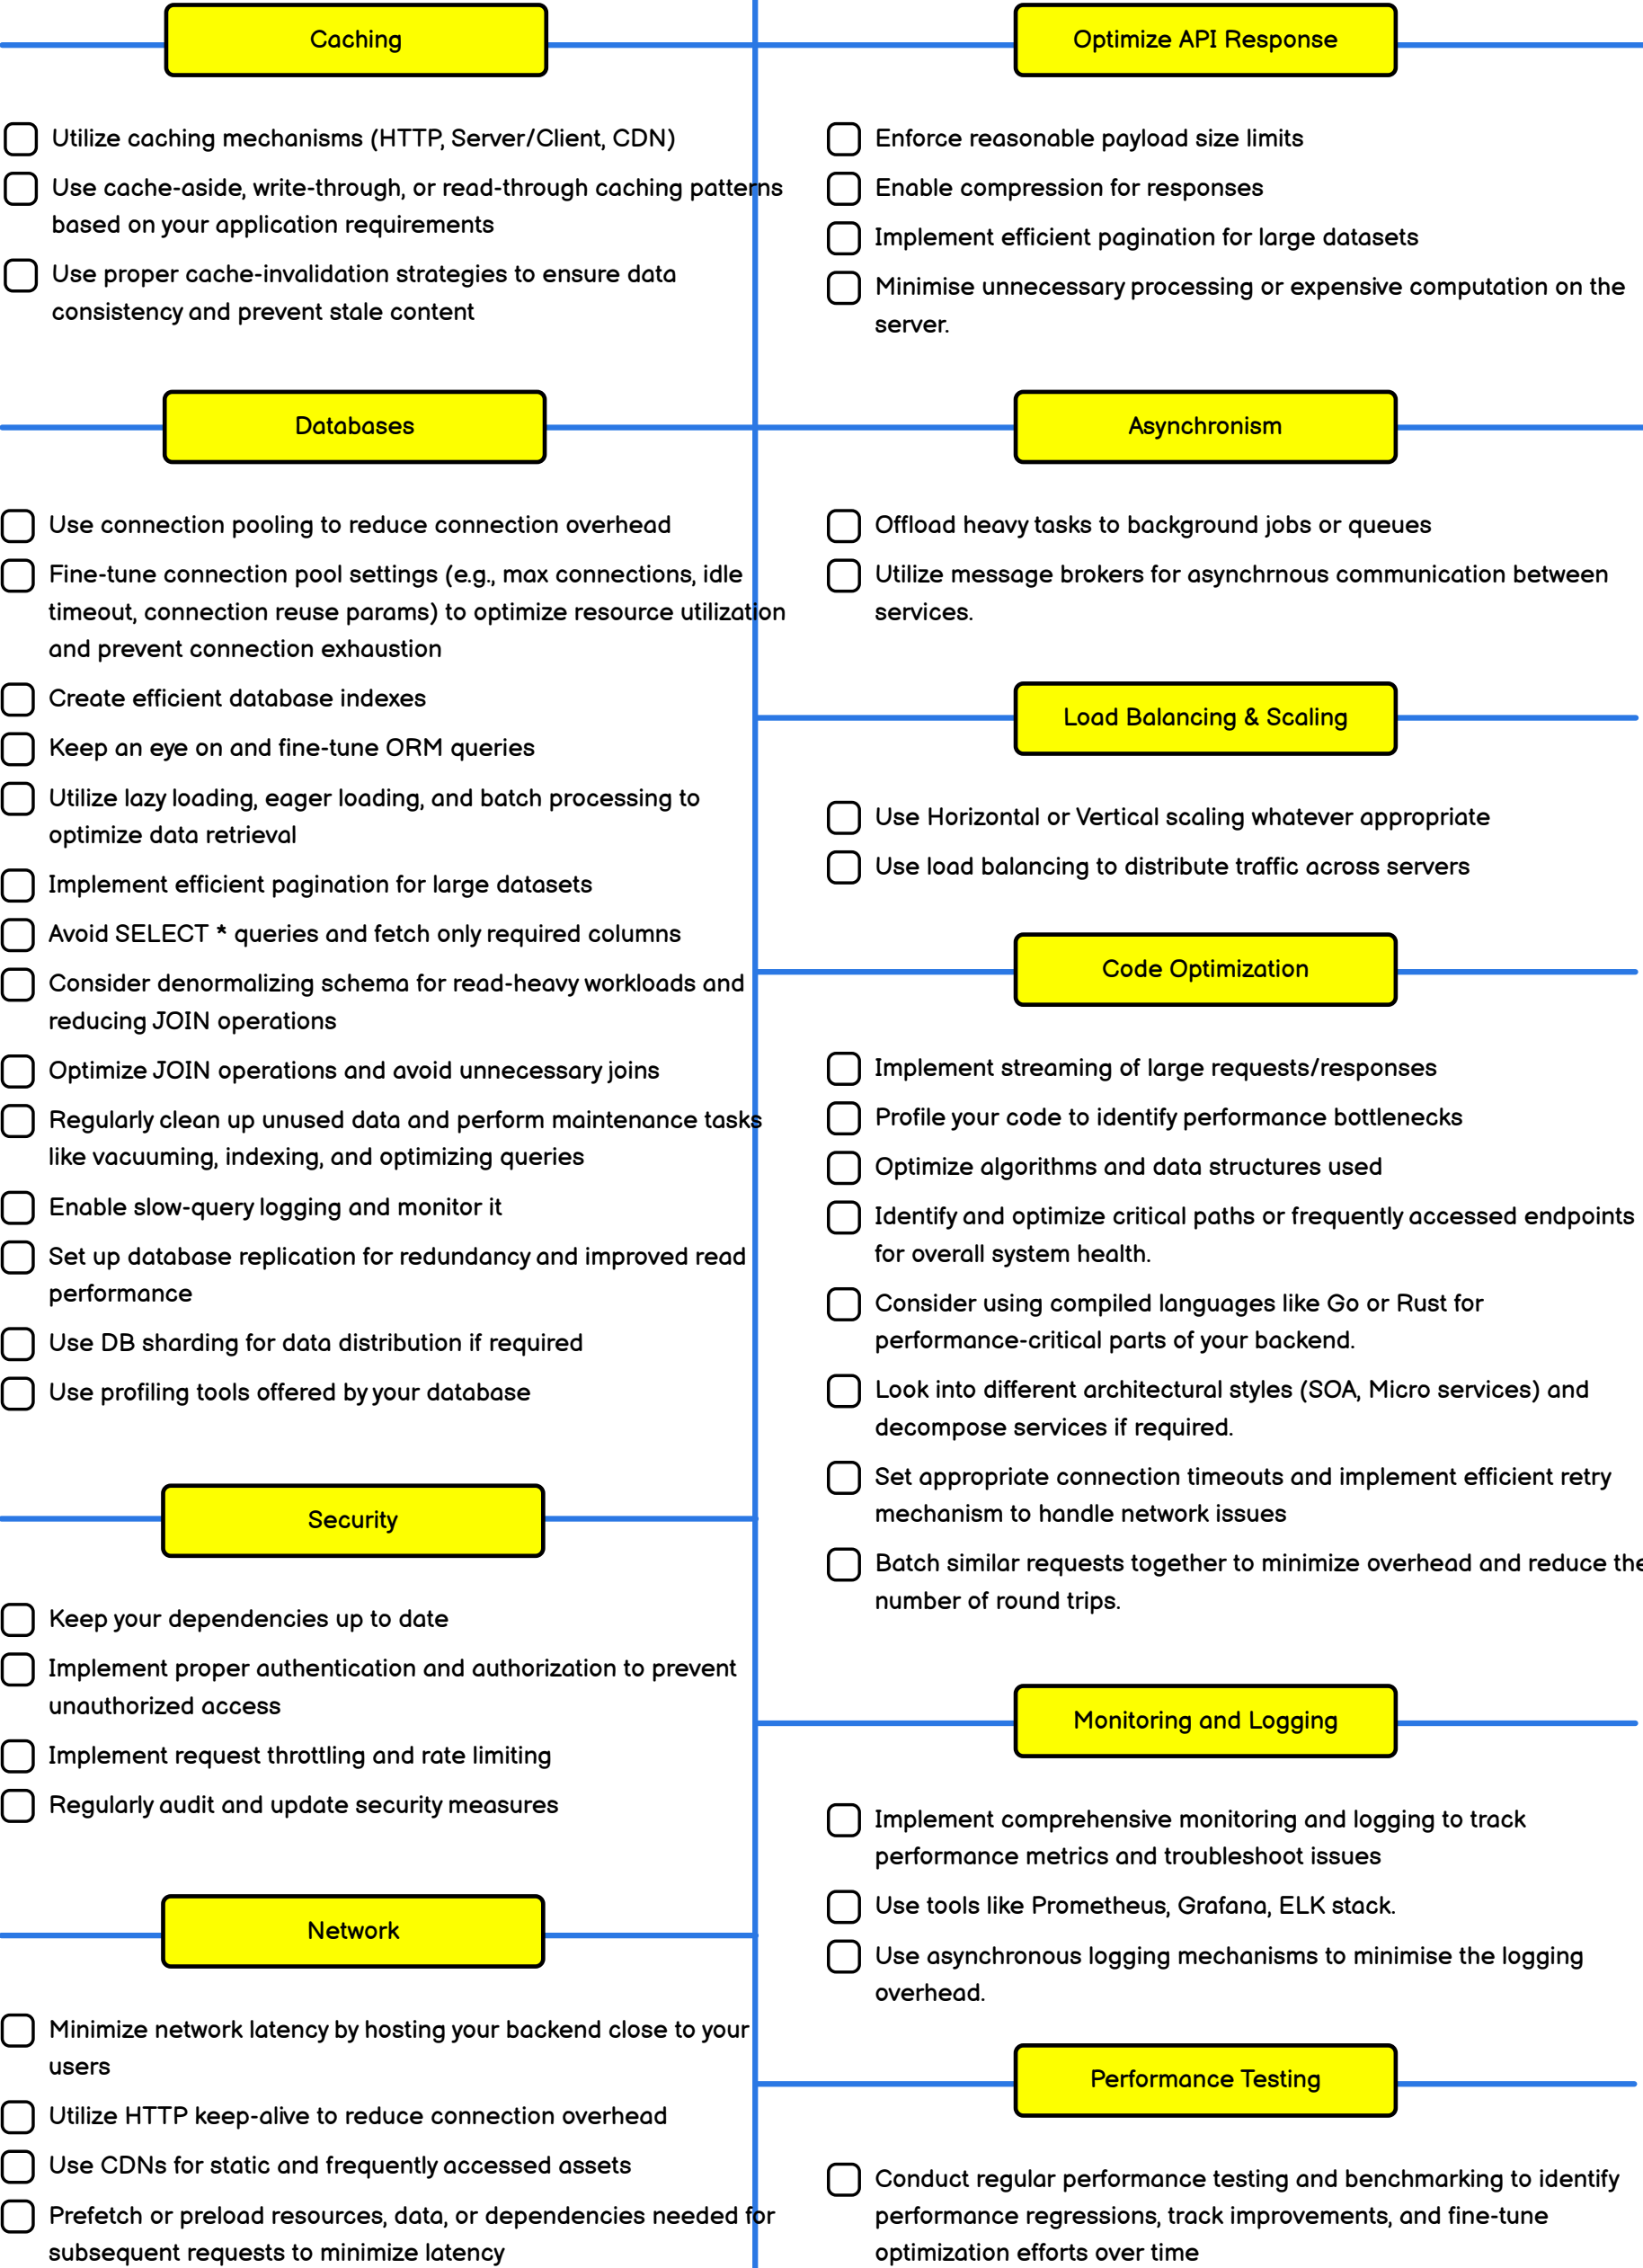 Caching
Utilize caching mechanisms (HTTP, Server/Client, CDN)
Use cache-aside, write-through, or read-through caching patterns
based on your application requirements
Use proper cache-invalidation strategies to ensure data
consistency and prevent stale content
Databases
Use connection pooling to reduce connection overhead
Fine-tune connection pool settings (e.g., max connections, idle
timeout, connection reuse params) to optimize resource utilization
and prevent connection exhaustion
Create efficient database indexes
Keep an eye on and fine-tune ORM queries
Utilize lazy loading, eager loading, and batch processing to
optimize data retrieval
Implement efficient pagination for large datasets
Avoid SELECT * queries and fetch only required columns
Consider denormalizing schema for read-heavy workloads and
reducing JOIN operations
Optimize JOIN operations and avoid unnecessary joins
Regularly clean up unused data and perform maintenance tasks
like vacuuming, indexing, and optimizing queries
Enable slow-query logging and monitor it
Set up database replication for redundancy and improved read
performance
Use DB sharding for data distribution if required
Use profiling tools offered by your database
Security
Keep your dependencies up to date
Implement proper authentication and authorization to prevent
unauthorized access
Implement request throttling and rate limiting
Regularly audit and update security measures
Network
Minimize network latency by hosting your backend close to your
users
Utilize HTTP keep-alive to reduce connection overhead
Use CDNs for static and frequently accessed assets
Prefetch or preload resources, data, or dependencies needed for
subsequent requests to minimize latency
Optimize API Response
Enforce reasonable payload size limits
Enable compression for responses
Implement efficient pagination for large datasets
Minimise unnecessary processing or expensive computation on the
server.
Asynchronism
Offload heavy tasks to background jobs or queues
Utilize message brokers for asynchrnous communication between
services.
Load Balancing & Scaling
Use Horizontal or Vertical scaling whatever appropriate
Use load balancing to distribute traffic across servers
Code Optimization
Implement streaming of large requests/responses
Profile your code to identify performance bottlenecks
Optimize algorithms and data structures used
Identify and optimize critical paths or frequently accessed endpoints
for overall system health.
Consider using compiled languages like Go or Rust for
performance-critical parts of your backend.
Look into different architectural styles (SOA, Micro services) and
decompose services if required.
Set appropriate connection timeouts and implement efficient retry
mechanism to handle network issues
Batch similar requests together to minimize overhead and reduce the
number of round trips.
Monitoring and Logging
Implement comprehensive monitoring and logging to track
performance metrics and troubleshoot issues
Use tools like Prometheus, Grafana, ELK stack.
Use asynchronous logging mechanisms to minimise the logging
overhead.
Performance Testing
Conduct regular performance testing and benchmarking to identify
performance regressions, track improvements, and fine-tune
optimization efforts over time